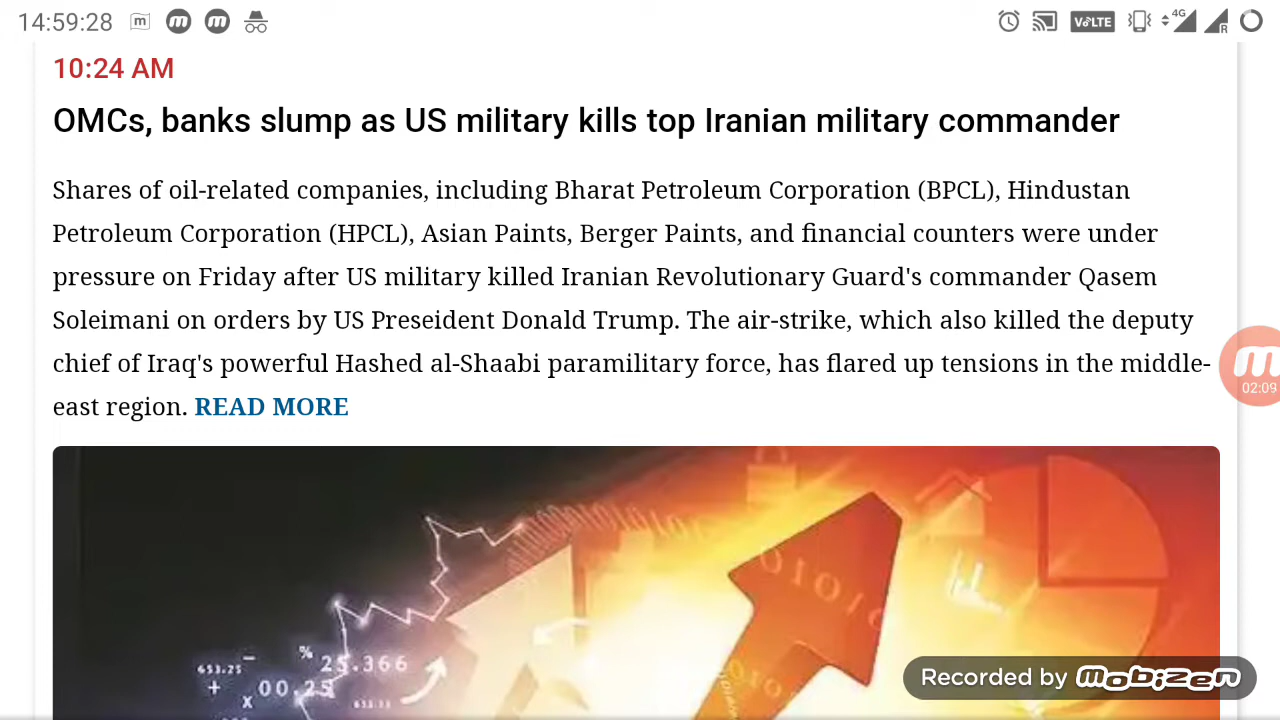 14:59:28
VoLTE
4G
R
10:24 AM
OMCs, banks slump as US military kills top Iranian military commander
Shares of oil-related companies, including Bharat Petroleum Corporation (BPCL), Hindustan
Petroleum Corporation (HPCL), Asian Paints, Berger Paints, and financial counters were under
pressure on Friday after US military killed Iranian Revolutionary Guard's commander Qasem
Soleimani on orders by US Preseident Donald Trump. The air-strike, which also killed the deputy
chief of Iraq's powerful Hashed al-Shaabi paramilitary force, has flared up tensions in the middle-
east region. READ MORE
02:09
% 25.366
653.25
+ 00.25
x
Recorded by Mobizen